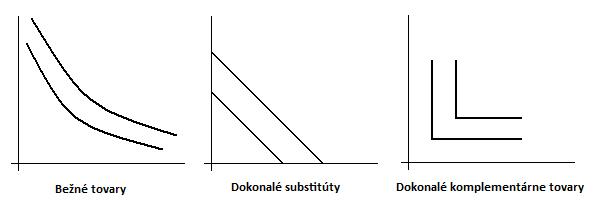 Bežné tovary
Dokonalé substitúty
Dokonalé komplementárne tovary